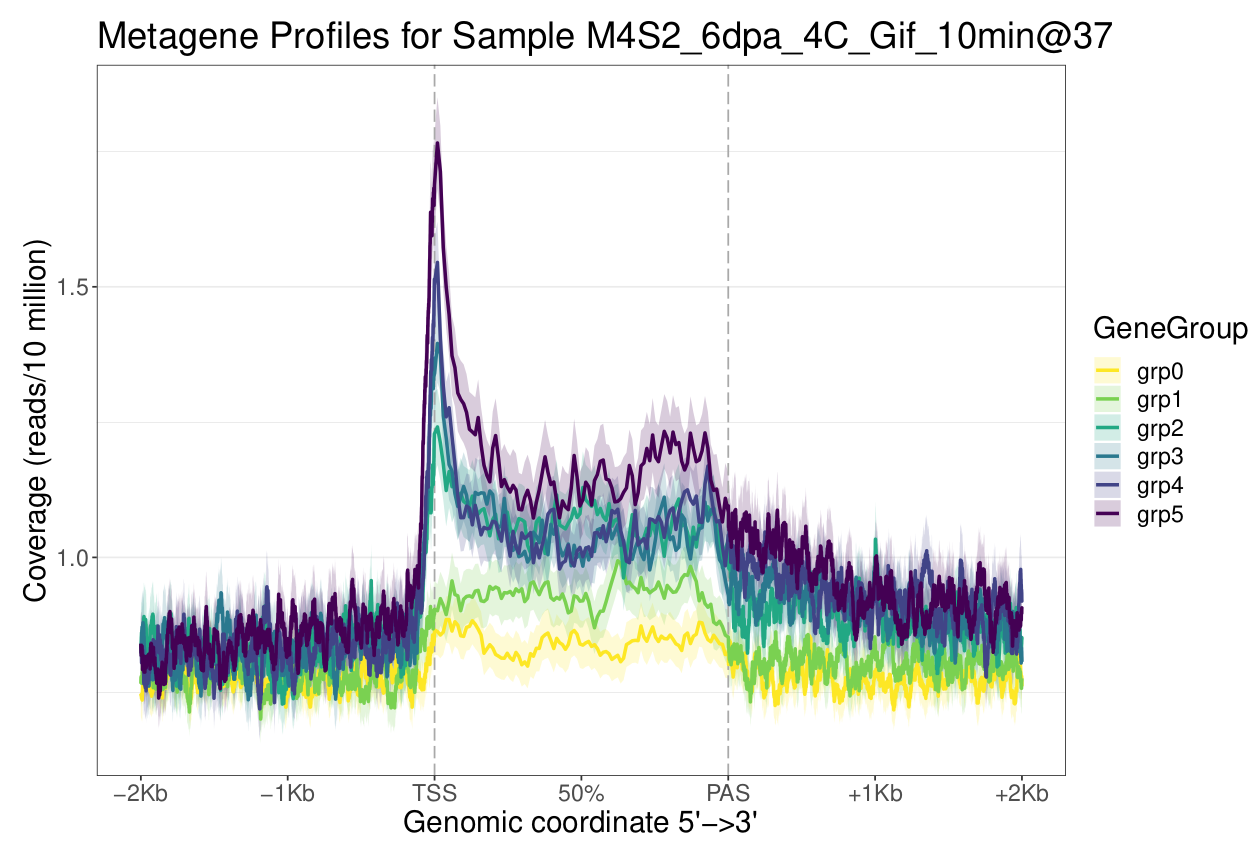 Metagene Profiles for Sample M4S2_6dpa_4C_Gif_10min@37
Coverage (reads/10 million)
1.5
1.0
−2Kb
−1Kb
TSS
50%
PAS
+1Kb
+2Kb
Genomic coordinate 5'−>3'
GeneGroup
grp0
grp1
grp2
grp3
grp4
grp5